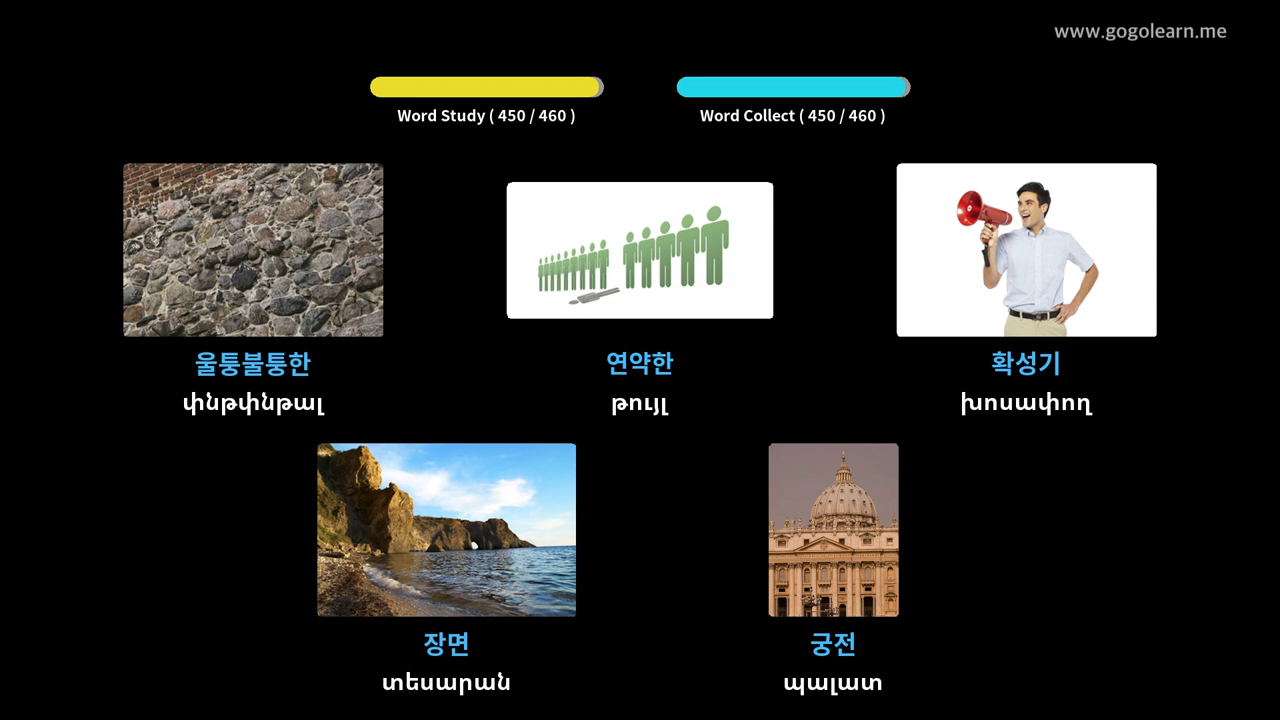 www.gogolearn.me
Word Study ( 450 / 460 )
Word Collect ( 450 / 460 )
울퉁불퉁한
연약한
확성기
փնթփնթալ
թույլ
խոսափող
장면
궁전
տեսարան
պալատ